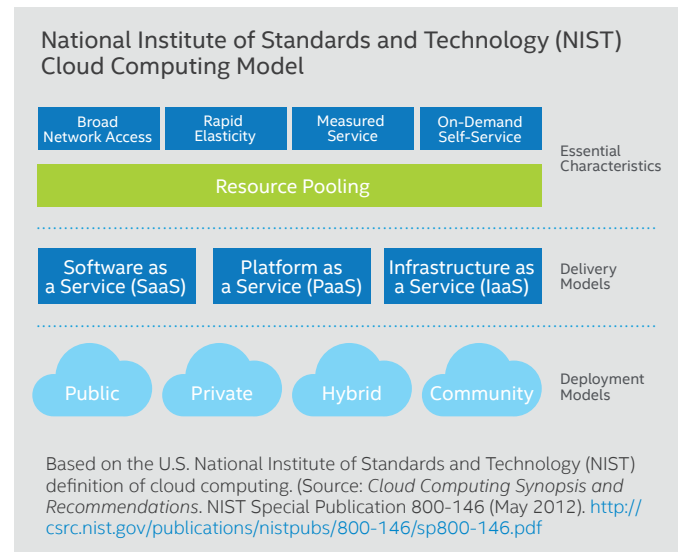 National Institute of Standards and Technology (NIST)
Cloud Computing Model
Broad
Network Access
Rapid
Elasticity
Measured
Service
On-Demand
Self-Service
Resource Pooling
Essential
Characteristics
Software as
a Service (SaaS)
Platform as
a Service (PaaS)
Infrastructure as
a Service (IaaS)
Delivery
Models
Public
Private
Hybrid
Community
Deployment
Models
Based on the U.S. National Institute of Standards and Technology (NIST)
definition of cloud computing. (Source: Cloud Computing Synopsis and
Recommendations. NIST Special Publication 800-146 (May 2012). http://
csrc.nist.gov/publications/nistpubs/800-146/sp800-146.pdf